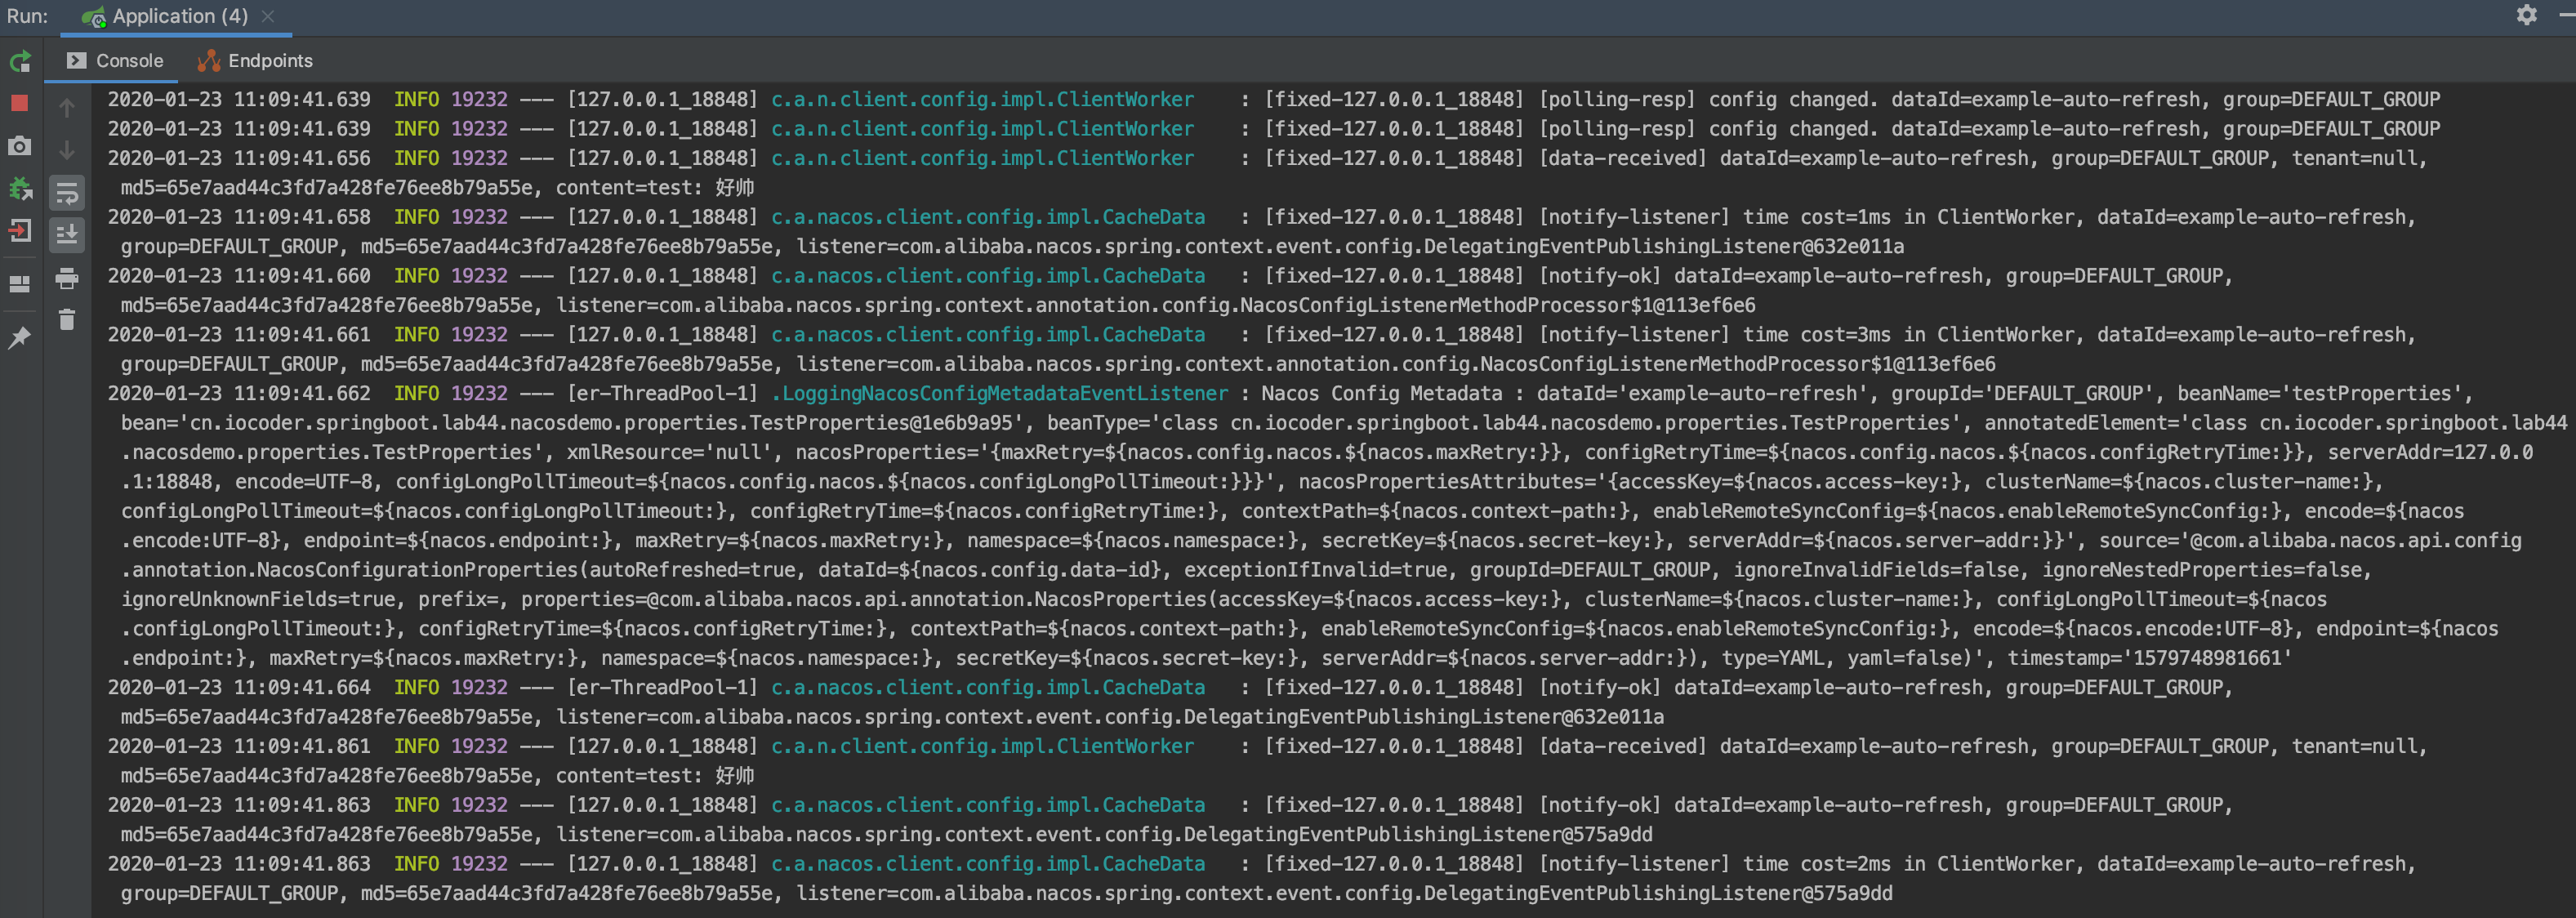 Run: Application (4)
Console Endpoints
2020-01-23 11:09:41.639  INFO 19232 --- [127.0.0.1_18848] c.a.n.client.config.impl.ClientWorker    : [fixed-127.0.0.1_18848] [polling-resp] config changed. dataId=example-auto-refresh, group=DEFAULT_GROUP
2020-01-23 11:09:41.639  INFO 19232 --- [127.0.0.1_18848] c.a.n.client.config.impl.ClientWorker    : [fixed-127.0.0.1_18848] [polling-resp] config changed. dataId=example-auto-refresh, group=DEFAULT_GROUP
2020-01-23 11:09:41.656  INFO 19232 --- [127.0.0.1_18848] c.a.n.client.config.impl.ClientWorker    : [fixed-127.0.0.1_18848] [data-received] dataId=example-auto-refresh, group=DEFAULT_GROUP, tenant=null,
md5=65e7aad44c3fd7a428fe76ee8b79a55e, content=test: 好帅
2020-01-23 11:09:41.658  INFO 19232 --- [127.0.0.1_18848] c.a.nacos.client.config.impl.CacheData   : [fixed-127.0.0.1_18848] [notify-listener] time cost=1ms in ClientWorker, dataId=example-auto-refresh,
group=DEFAULT_GROUP, md5=65e7aad44c3fd7a428fe76ee8b79a55e, listener=com.alibaba.nacos.spring.context.event.config.DelegatingEventPublishingListener@632e011a
2020-01-23 11:09:41.660  INFO 19232 --- [127.0.0.1_18848] c.a.nacos.client.config.impl.CacheData   : [fixed-127.0.0.1_18848] [notify-ok] dataId=example-auto-refresh, group=DEFAULT_GROUP,
md5=65e7aad44c3fd7a428fe76ee8b79a55e, listener=com.alibaba.nacos.spring.context.annotation.config.NacosConfigListenerMethodProcessor$1@113ef6e6
2020-01-23 11:09:41.661  INFO 19232 --- [127.0.0.1_18848] c.a.nacos.client.config.impl.CacheData   : [fixed-127.0.0.1_18848] [notify-listener] time cost=3ms in ClientWorker, dataId=example-auto-refresh,
group=DEFAULT_GROUP, md5=65e7aad44c3fd7a428fe76ee8b79a55e, listener=com.alibaba.nacos.spring.context.annotation.config.NacosConfigListenerMethodProcessor$1@113ef6e6
2020-01-23 11:09:41.662  INFO 19232 --- [er-ThreadPool-1] .LoggingNacosConfigMetadataEventListener : Nacos Config Metadata : dataId='example-auto-refresh', groupId='DEFAULT_GROUP', beanName='testProperties',
bean='cn.iocoder.springboot.lab44.nacosdemo.properties.TestProperties@1e6b9a95', beanType='class cn.iocoder.springboot.lab44.nacosdemo.properties.TestProperties', annotatedElement='class cn.iocoder.springboot.lab44
.nacosdemo.properties.TestProperties', xmlResource='null', nacosProperties='{maxRetry=${nacos.config.nacos.${nacos.maxRetry:}}, configRetryTime=${nacos.config.nacos.${nacos.configRetryTime:}}, serverAddr=127.0.0
.1:18848, encode=UTF-8, configLongPollTimeout=${nacos.config.nacos.${nacos.configLongPollTimeout:}}}', nacosPropertiesAttributes='{accessKey=${nacos.access-key:}, clusterName=${nacos.cluster-name:},
configLongPollTimeout=${nacos.configLongPollTimeout:}, configRetryTime=${nacos.configRetryTime:}, contextPath=${nacos.context-path:}, enableRemoteSyncConfig=${nacos.enableRemoteSyncConfig:}, encode=${nacos
.encode:UTF-8}, endpoint=${nacos.endpoint:}, maxRetry=${nacos.maxRetry:}, namespace=${nacos.namespace:}, secretKey=${nacos.secret-key:}, serverAddr=${nacos.server-addr:}}', source='@com.alibaba.nacos.api.config
.annotation.NacosConfigurationProperties(autoRefreshed=true, dataId=${nacos.config.data-id}, exceptionIfInvalid=true, groupId=DEFAULT_GROUP, ignoreInvalidFields=false, ignoreNestedProperties=false,
ignoreUnknownFields=true, prefix=, properties=@com.alibaba.nacos.api.annotation.NacosProperties(accessKey=${nacos.access-key:}, clusterName=${nacos.cluster-name:}, configLongPollTimeout=${nacos
.configLongPollTimeout:}, configRetryTime=${nacos.configRetryTime:}, contextPath=${nacos.context-path:}, enableRemoteSyncConfig=${nacos.enableRemoteSyncConfig:}, encode=${nacos.encode:UTF-8}, endpoint=${nacos
.endpoint:}, maxRetry=${nacos.maxRetry:}, namespace=${nacos.namespace:}, secretKey=${nacos.secret-key:}, serverAddr=${nacos.server-addr:}), type=YAML, yaml=false)', timestamp='1579748981661'
2020-01-23 11:09:41.664  INFO 19232 --- [er-ThreadPool-1] c.a.nacos.client.config.impl.CacheData   : [fixed-127.0.0.1_18848] [notify-ok] dataId=example-auto-refresh, group=DEFAULT_GROUP,
md5=65e7aad44c3fd7a428fe76ee8b79a55e, listener=com.alibaba.nacos.spring.context.event.config.DelegatingEventPublishingListener@632e011a
2020-01-23 11:09:41.861  INFO 19232 --- [127.0.0.1_18848] c.a.n.client.config.impl.ClientWorker    : [fixed-127.0.0.1_18848] [data-received] dataId=example-auto-refresh, group=DEFAULT_GROUP, tenant=null,
md5=65e7aad44c3fd7a428fe76ee8b79a55e, content=test: 好帅
2020-01-23 11:09:41.863  INFO 19232 --- [127.0.0.1_18848] c.a.nacos.client.config.impl.CacheData   : [fixed-127.0.0.1_18848] [notify-ok] dataId=example-auto-refresh, group=DEFAULT_GROUP,
md5=65e7aad44c3fd7a428fe76ee8b79a55e, listener=com.alibaba.nacos.spring.context.event.config.DelegatingEventPublishingListener@575a9dd
2020-01-23 11:09:41.863  INFO 19232 --- [127.0.0.1_18848] c.a.nacos.client.config.impl.CacheData   : [fixed-127.0.0.1_18848] [notify-listener] time cost=2ms in ClientWorker, dataId=example-auto-refresh,
group=DEFAULT_GROUP, md5=65e7aad44c3fd7a428fe76ee8b79a55e, listener=com.alibaba.nacos.spring.context.event.config.DelegatingEventPublishingListener@575a9dd